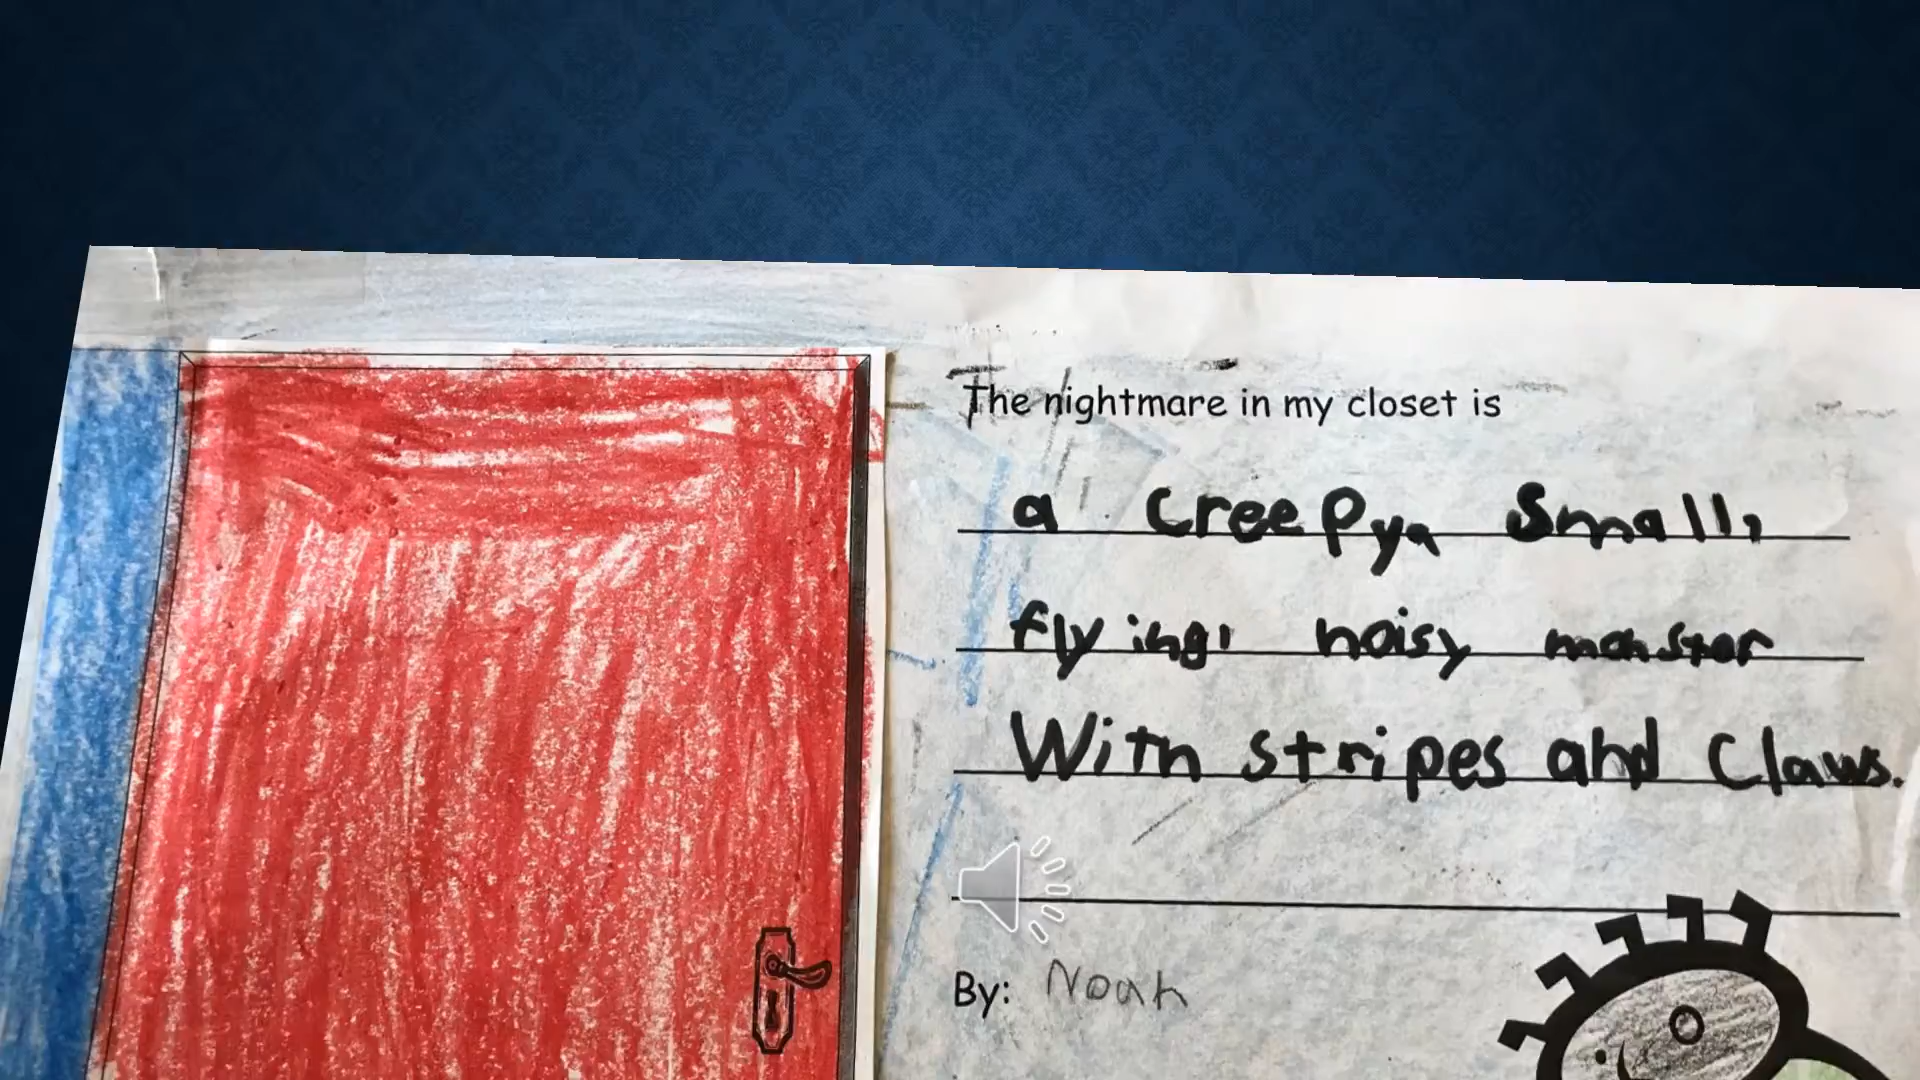 The nightmare in my closet is
a creepy, small,
flying, noisy monster
With stripes and Claws.
By: Noah